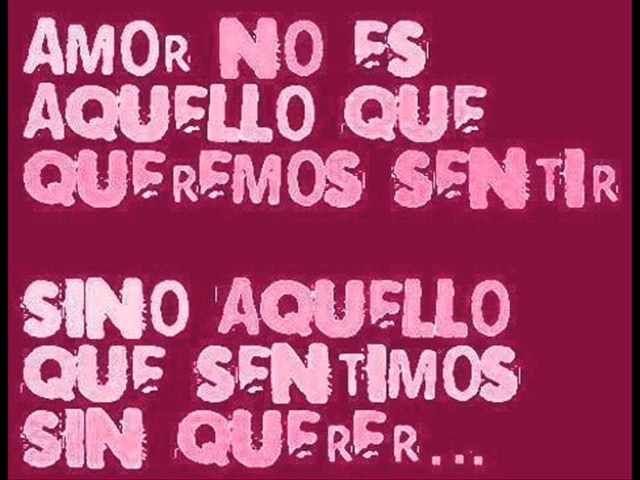 AMOR NO ES
AQUELLO QUE
QUEREMOS SENTIR
SINO AQUELLO
QUE SENTIMOS
SIN QUERER...